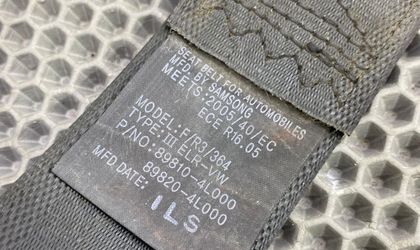 SEAT BELT FOR AUTOMOBILES
MFD. BY SAMSONG
MEETS: 2005/40/EC
ECE R16.05
MODEL: F/R3/364
TYPE: III ELR, VW
P/NO: 89810-4L000
89820-4L000
MFD.DATE:
ILS